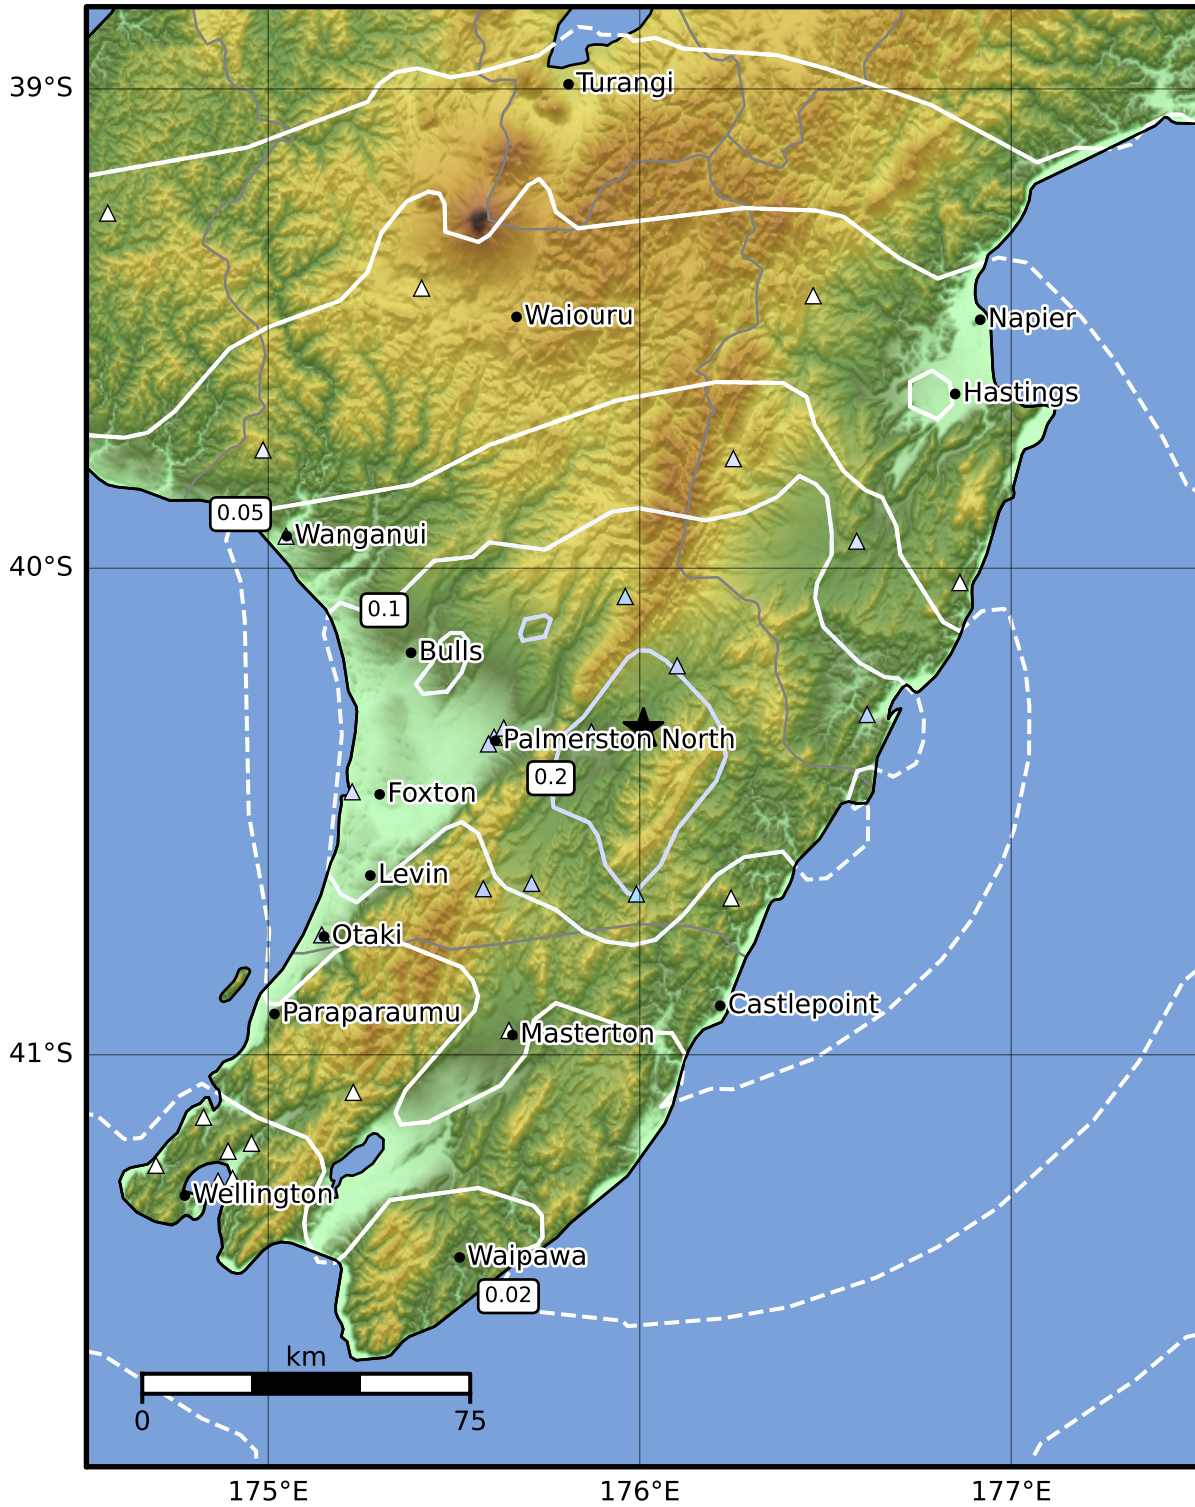 39°S
Turangi
Waiouru
Napier
Hastings
0.05
Wanganui
40°S
0.1
Bulls
Palmerston North
0.2
Foxton
Levin
Otaki
Castlepoint
Paraparaumu
Masterton
41°S
Wellington
Waipawa
0.02
km
0
75
175°E
176°E
177°E